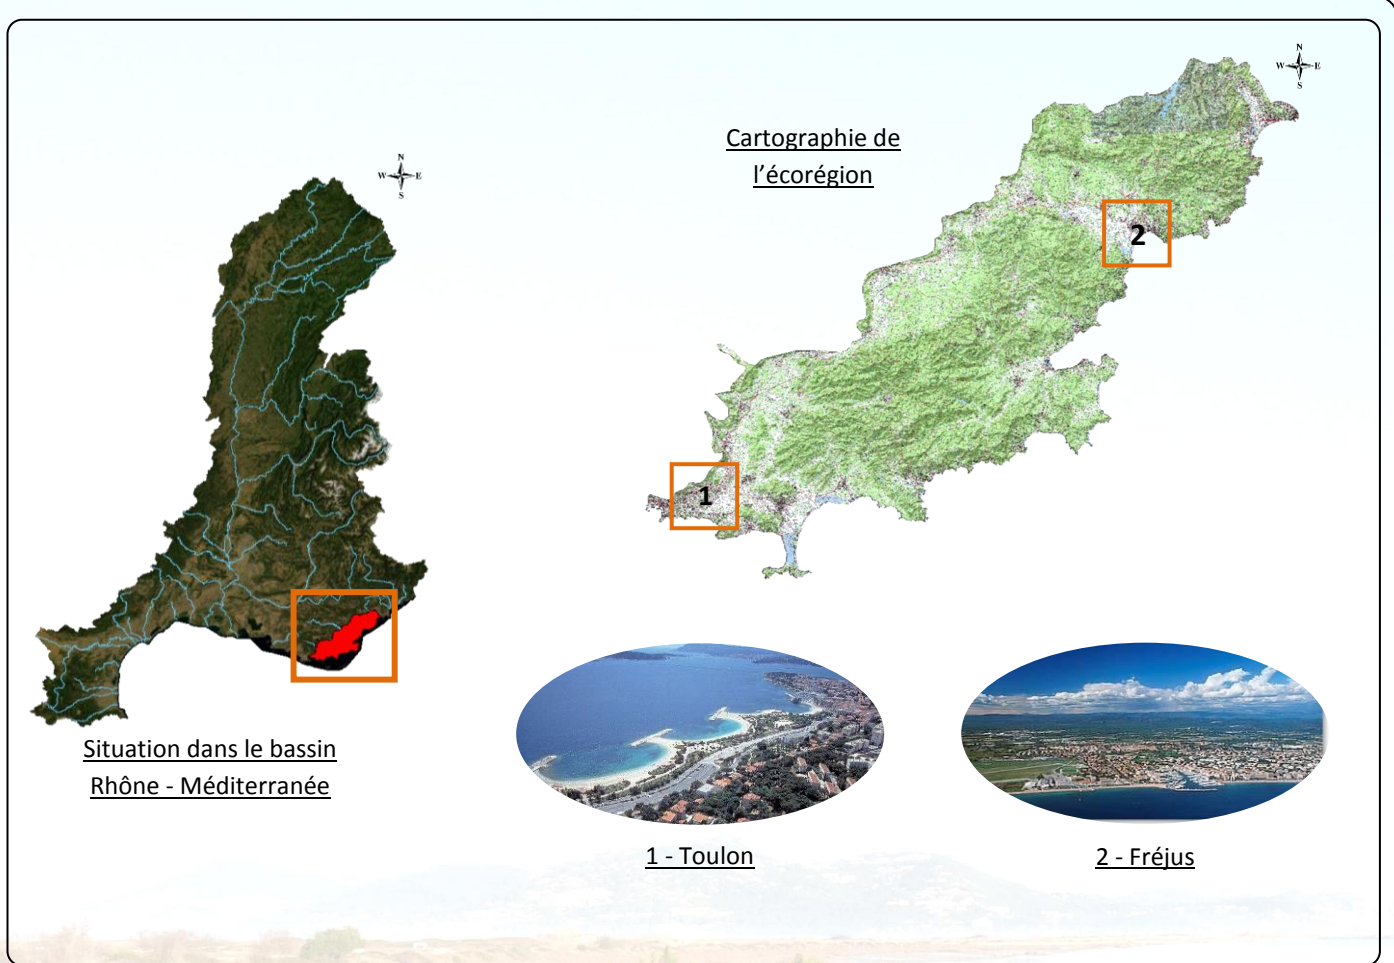 N
W E
S
Cartographie de
l'écorégion
2
1
N
W E
S
Situation dans le bassin
Rhône - Méditerranée
1 - Toulon
2 - Fréjus